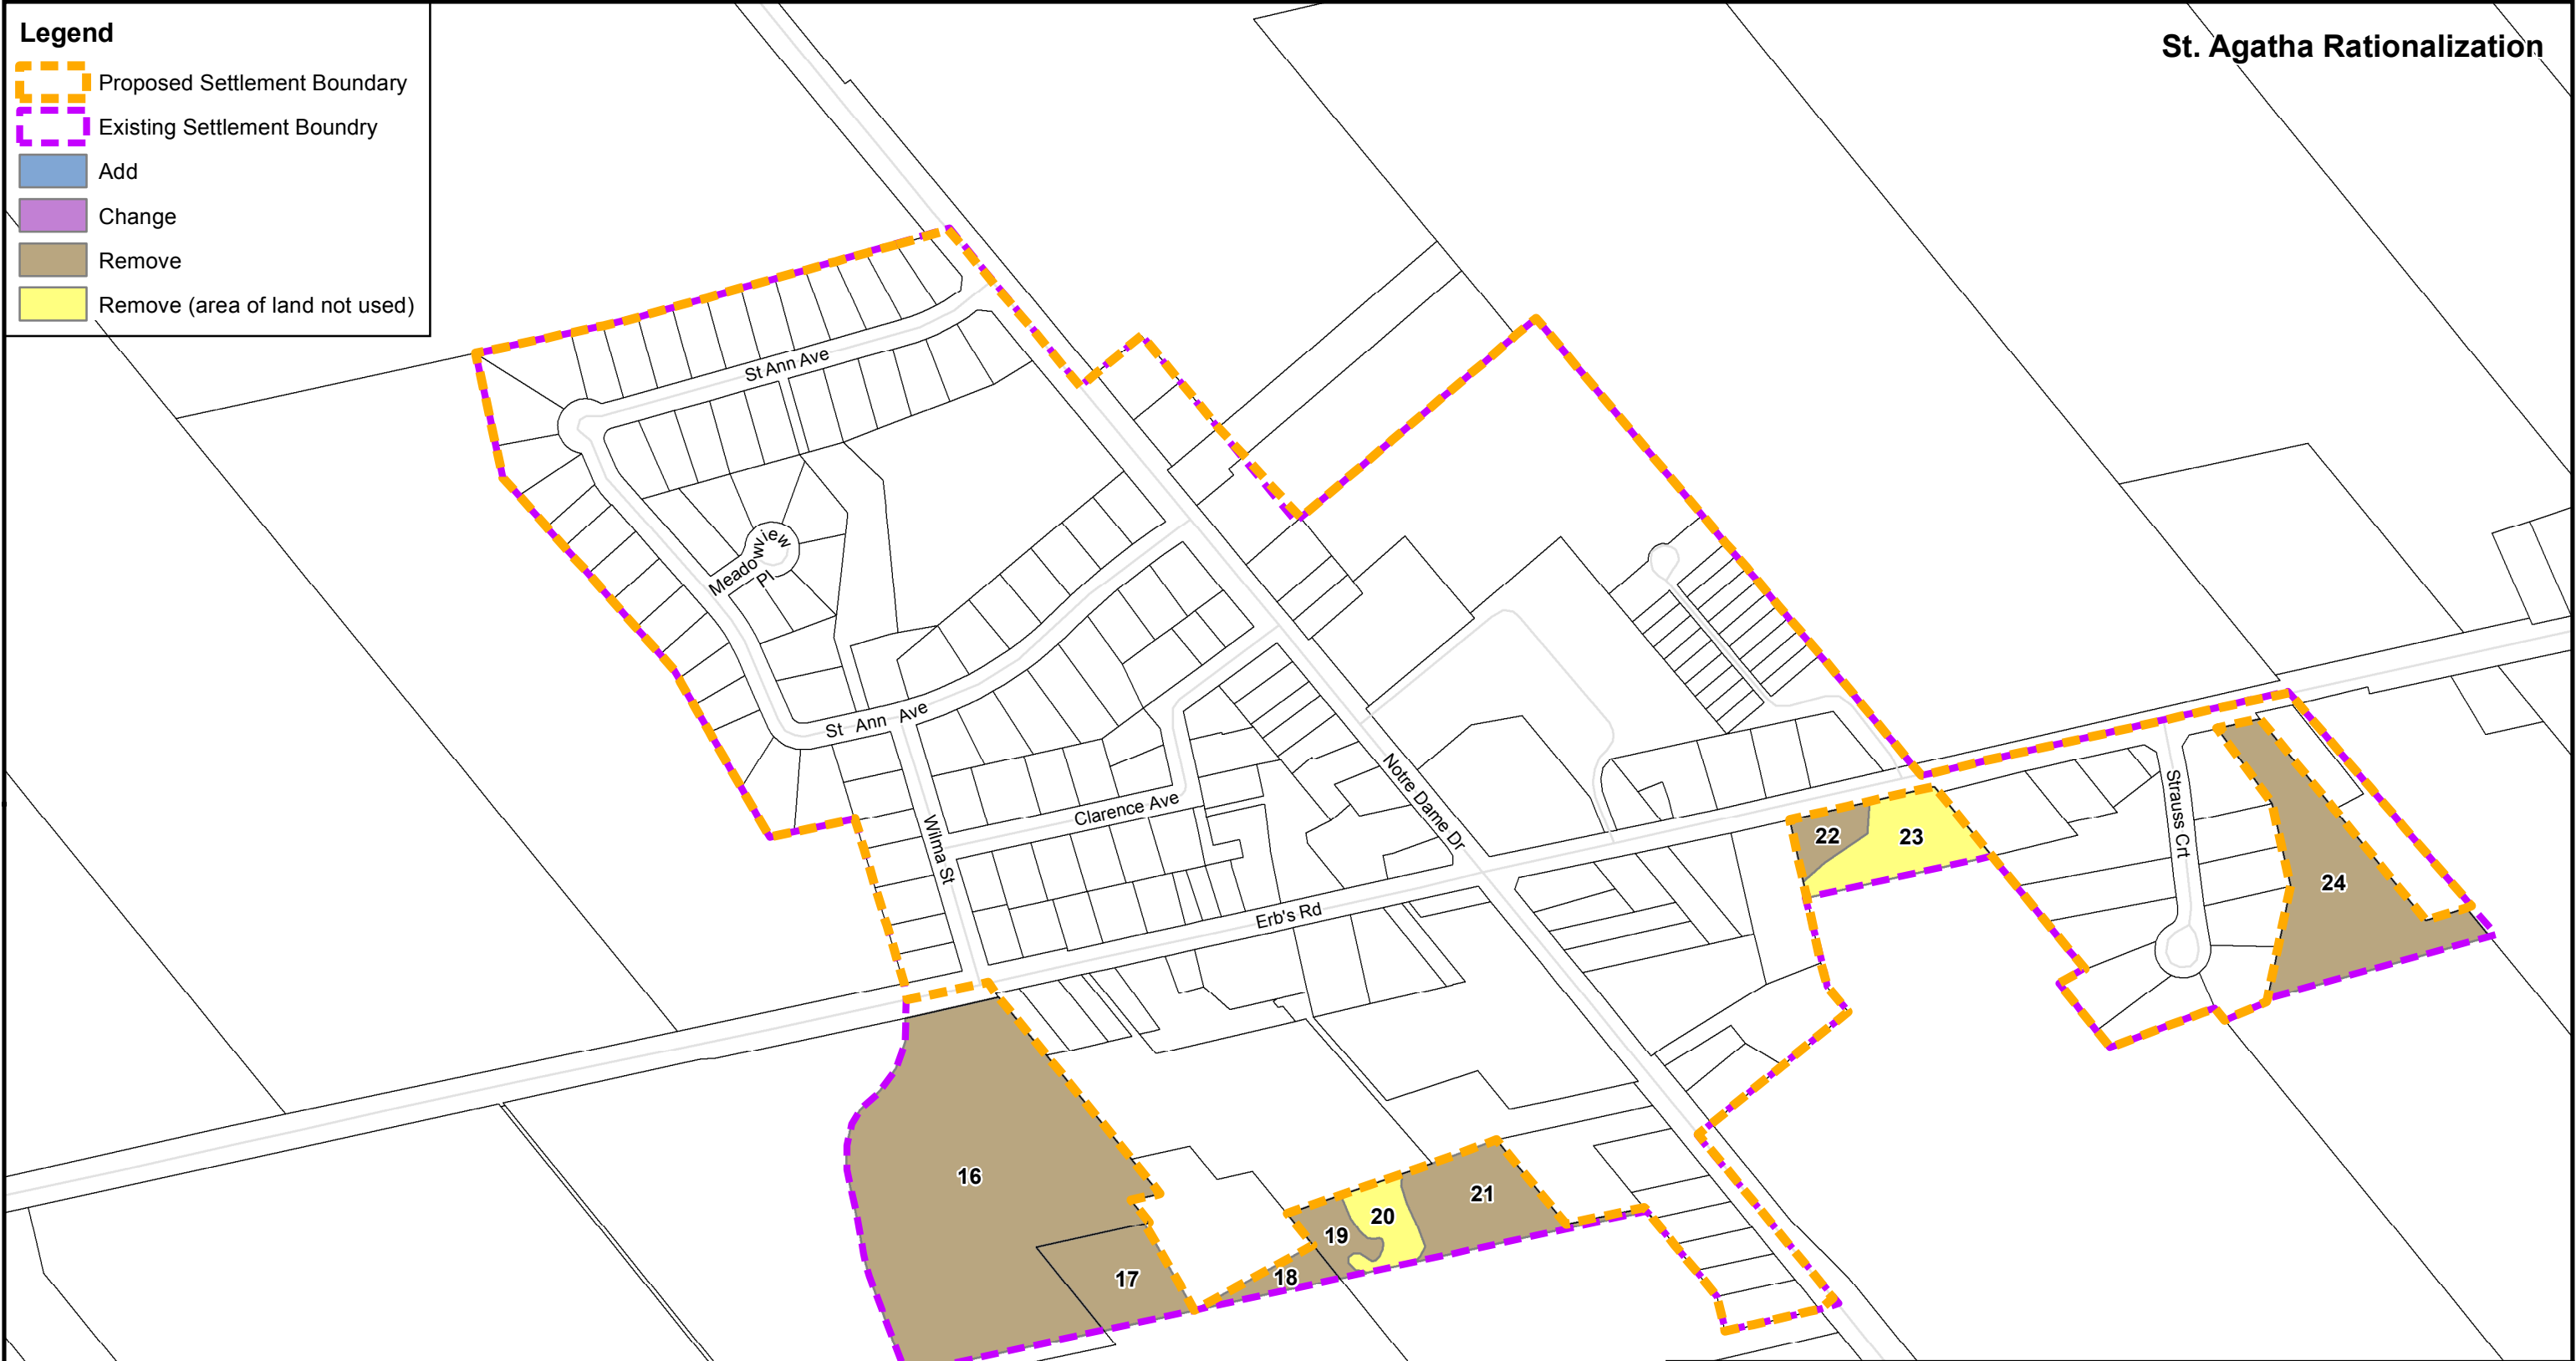 Legend
Proposed Settlement Boundary
Existing Settlement Boundry
Add
Change
Remove
Remove (area of land not used)
St. Agatha Rationalization
St Ann Ave
Meadowview
Pl
St Ann Ave
Clarence Ave
Wilma St
Notre Dame Dr
Erb's Rd
Strauss Crt
22
23
24
16
17
18
19
20
21